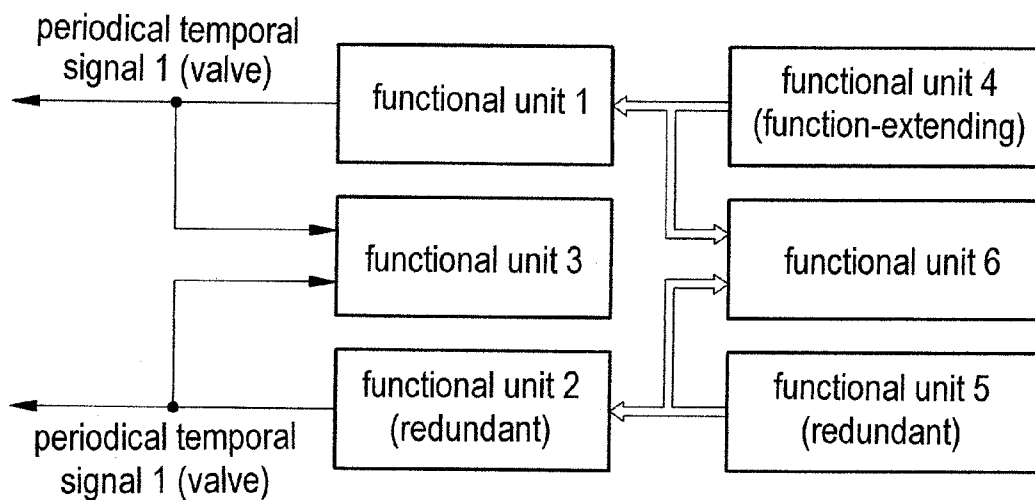 periodical temporal
signal 1 (valve)
functional unit 1
functional unit 4
(function-extending)
functional unit 3
functional unit 6
functional unit 2
(redundant)
functional unit 5
(redundant)
periodical temporal
signal 1 (valve)